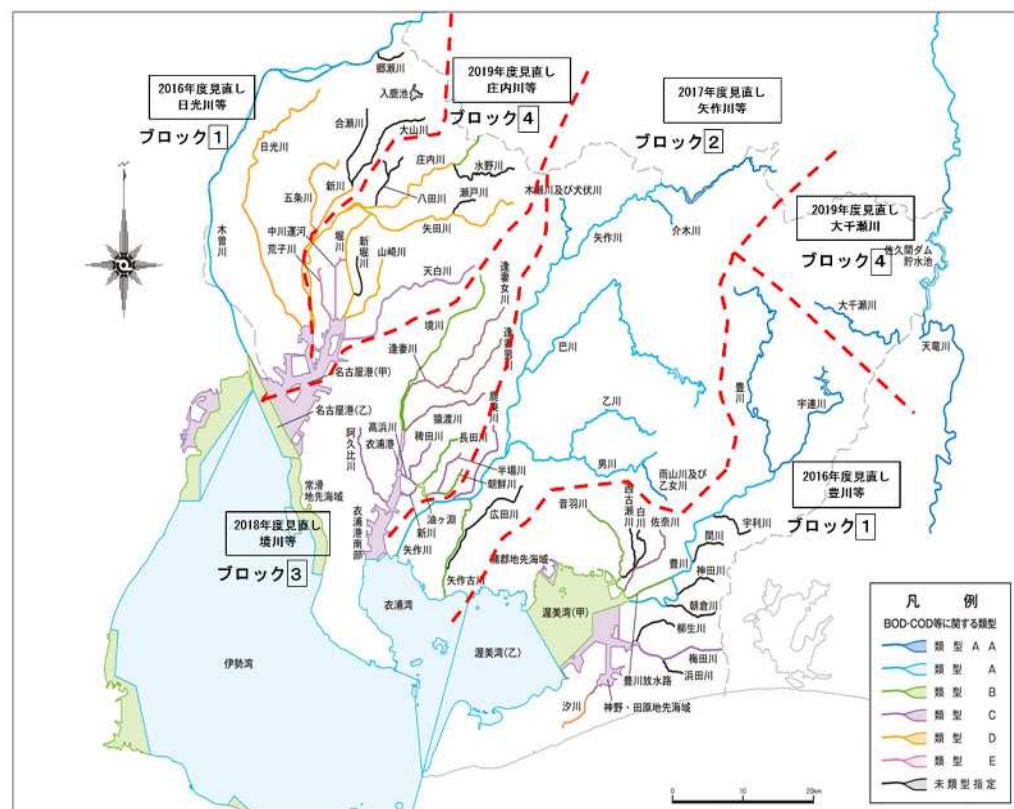 郷瀬川
入鹿池
2016年度見直し
日光川等
ブロック1
2019年度見直し
庄内川等
ブロック4
2017年度見直し
矢作川等
ブロック2
合瀬川
大山川
日光川
庄内川
水野川
五条川
新川
八田川
瀬戸川
木瀬川及び犬伏川
介木川
矢作川
木曽川
中川運河
荒子川
堀川
新堀川
山崎川
矢田川
天白川
逢妻女川
2019年度見直し
大千瀬川
ブロック4
佐久間ダム
貯水池
大千瀬川
天竜川
境川
逢妻川
逢妻男川
巴川
豊川
宇連川
名古屋港(甲)
名古屋港(乙)
猿渡川
鹿乗川
高浜川
衣浦港
稗田川
長田川
阿久比川
半場川
朝鮮川
乙川
男川
雨山川及び
乙女川
常滑
地先海域
2018年度見直し
境川等
ブロック3
衣浦港南部
油ヶ淵
新川
矢作川
広田川
音羽川
西古瀬川
白川
佐奈川
2016年度見直し
豊川等
ブロック1
矢作古川
蒲郡地先海域
豊川
間川
宇利川
神田川
朝倉川
柳生川
梅田川
浜田川
衣浦湾
渥美湾(甲)
渥美湾(乙)
伊勢湾
豊川放水路
汐川
神野・田原地先海域
凡 例
BOD・COD等に関する類型
類型 A A
類型 A
類型 B
類型 C
類型 D
類型 E
未類型指定
0 10 20km